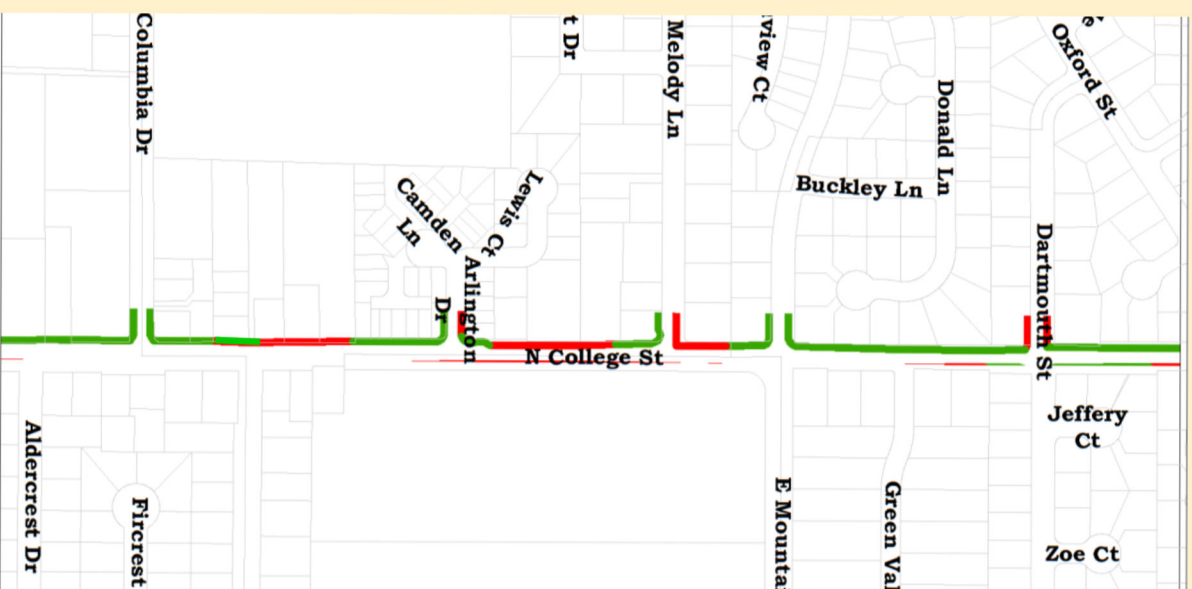 Columbia Dr
t Dr
Melody Ln
view Ct
Donald Ln
Oxford St
Buckley Ln
Camden
Ln
Lewis Ct
Arlington
Dr
Dartmouth St
N College St
Jeffery
Ct
Aldercrest Dr
Fircrest
E Mountai
Green Val
Zoe Ct